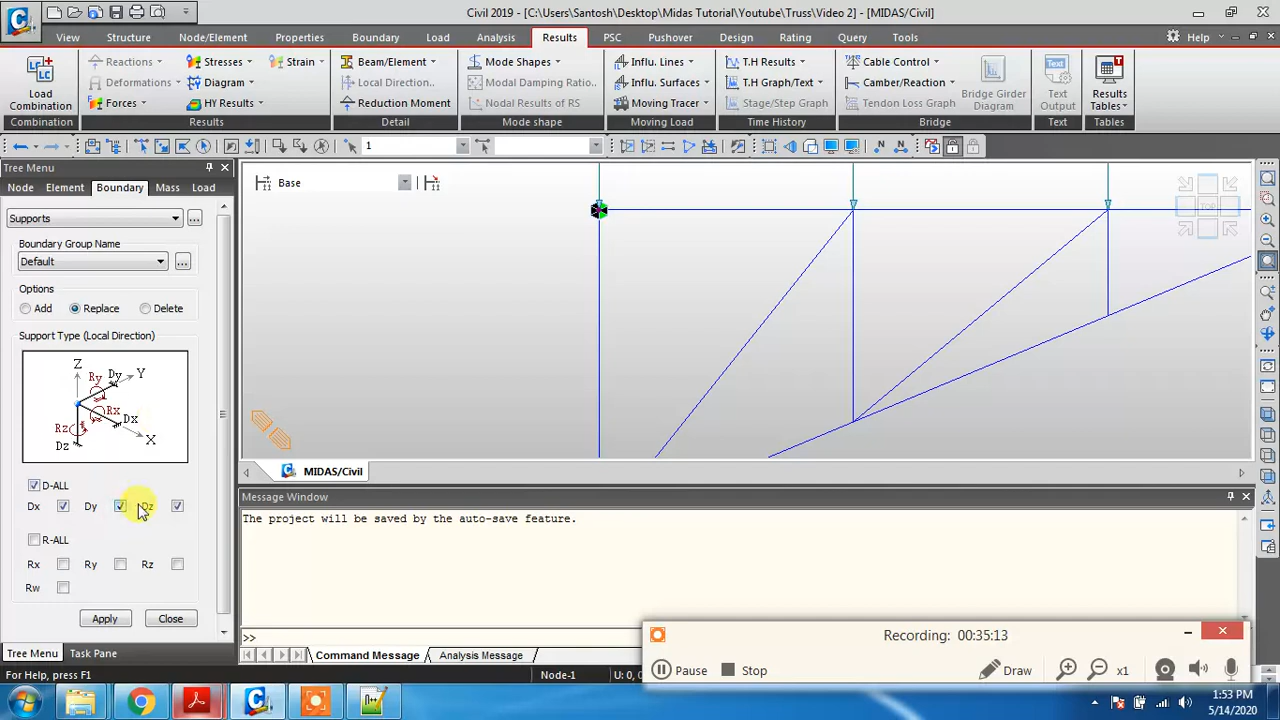 Civil 2019 - [C:\Users\Santosh\Desktop\Midas Tutorial\Youtube\Truss\Video 2] - [MIDAS/Civil]
View Structure Node/Element Properties Boundary Load Analysis Results PSC Pushover Design Rating Query Tools Help
Load Combination
Combination
Reactions
Deformations
Forces
Stresses
Diagram
HY Results
Strain
Results
Beam/Element
Local Direction..
Reduction Moment
Detail
Mode Shapes
Nodal Damping Ratio..
Nodal Results of RS
Mode shape
Influ. Lines
Influ. Surfaces
Moving Tracer
Moving Load
T.H Results
T.H Graph/Text
Stage/Step Graph
Time History
Cable Control
Camber/Reaction
Tendon Loss Graph
Bridge Girder Diagram
Bridge
Text Output
Text
Results Tables
Tables
1
Tree Menu
Node Element Boundary Mass Load
Supports
...
Boundary Group Name
Default
...
Options
Add Replace Delete
Support Type (Local Direction)
Z
Ry Dy Y
Rx
Dx
Rz
Dz X
D-ALL
Dx Dy Dz
R-ALL
Rx Ry Rz
Rw
Apply Close
Tree Menu Task Pane
Base
TOP
MIDAS/Civil
Message Window
The project will be saved by the auto-save feature.
>>
Command Message Analysis Message
For Help, press F1
Node-1
U: 0, 0
Recording: 00:35:13
Pause Stop Draw x1
1:53 PM
5/14/2020